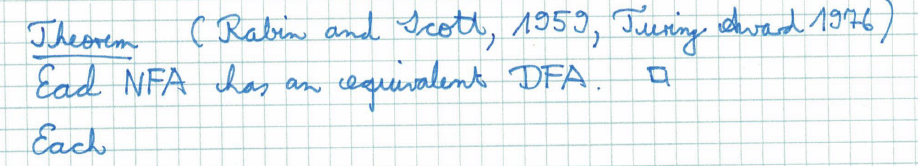 Theorem (Rabin and Scott, 1959, Turing Award 1976)
Each NFA has an equivalent DFA. □
Each